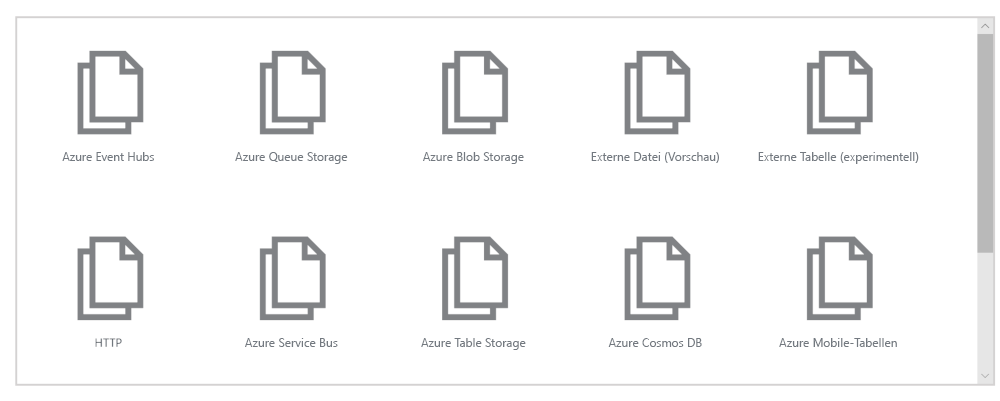 Azure Event Hubs
Azure Queue Storage
Azure Blob Storage
Externe Datei (Vorschau)
Externe Tabelle (experimentell)
HTTP
Azure Service Bus
Azure Table Storage
Azure Cosmos DB
Azure Mobile-Tabellen